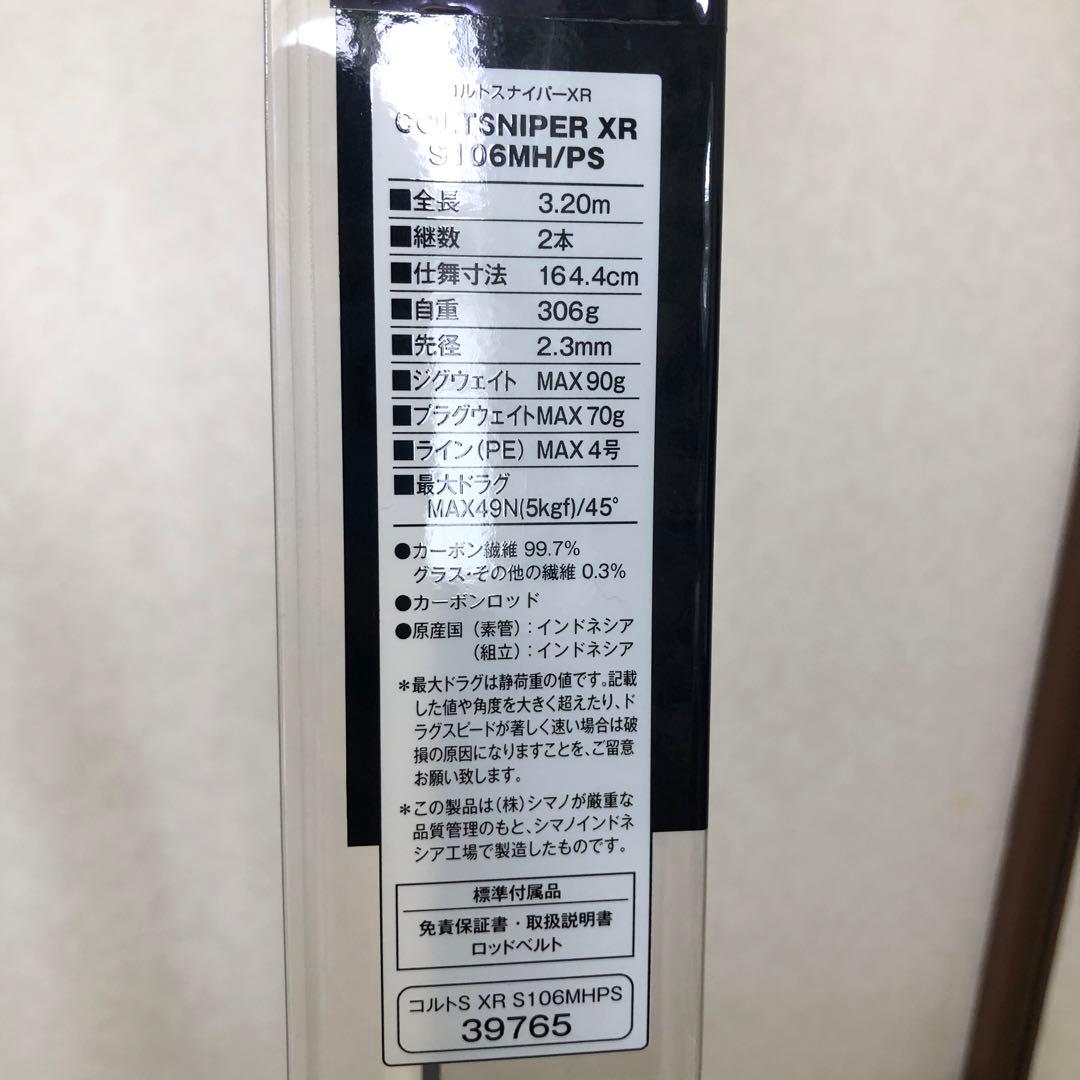 コルトスナイパーXR
COLTSNIPER XR
S106MH/PS
■全長 3.20m
■継数 2本
■仕舞寸法 164.4cm
■自重 306g
■先径 2.3mm
■ジグウェイト MAX90g
■プラグウェイトMAX70g
■ライン(PE) MAX4号
■最大ドラグ
MAX49N(5kgf)/45°
●カーボン繊維 99.7%
グラス・その他の繊維 0.3%
●カーボンロッド
●原産国(素管):インドネシア
(組立):インドネシア
＊最大ドラグは静荷重の値です。記載
した値や角度を大きく超えたり、ド
ラグスピードが著しく速い場合は破
損の原因になりますことを、ご留意
お願い致します。
＊この製品は(株)シマノが厳重な
品質管理のもと、シマノインドネ
シア工場で製造したものです。
標準付属品
免責保証書・取扱説明書
ロッドベルト
コルトS XR S106MHPS
39765